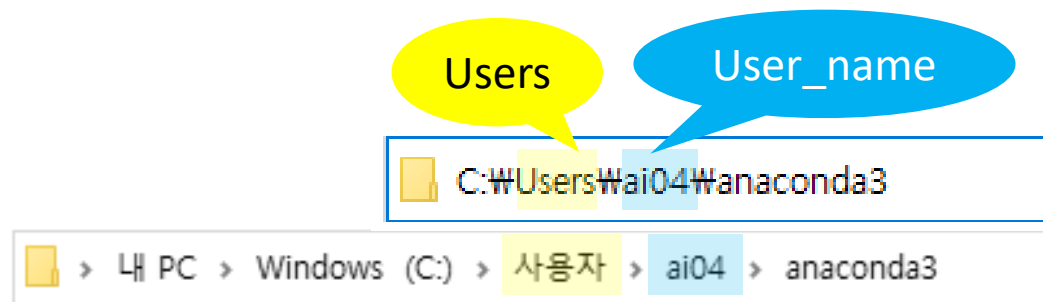 Users
User_name
C:₩Users₩ai04₩anaconda3
> 내 PC > Windows (C:) > 사용자 > ai04 > anaconda3